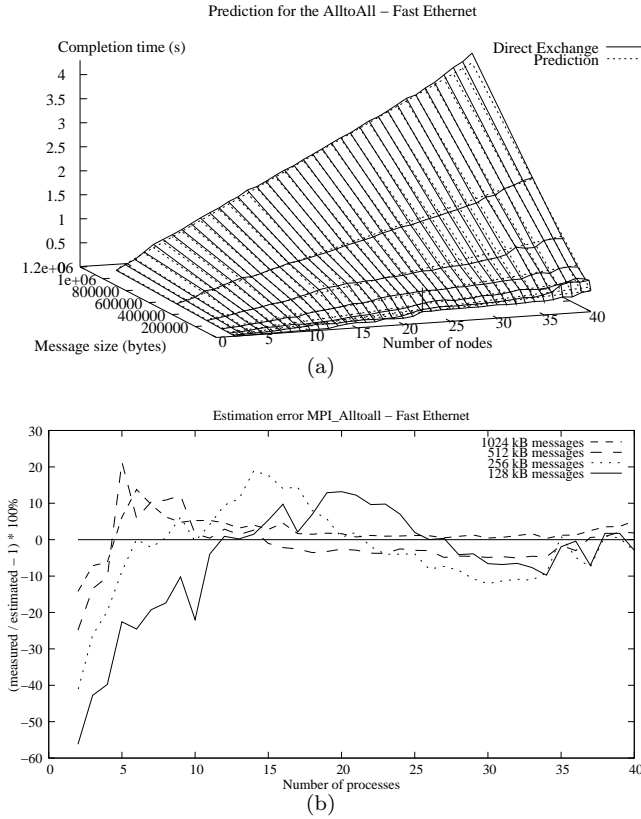 Prediction for the AlltoAll – Fast Ethernet
Completion time (s)
Direct Exchange
Prediction
4
3.5
3
2.5
2
1.5
1
0.5
0
1.2e+06
1e+06
800000
600000
400000
200000
0
Message size (bytes)
0
5
10
15
20
25
30
35
40
Number of nodes
(a)
Estimation error MPI_Alltoall – Fast Ethernet
1024 kB messages
512 kB messages
256 kB messages
128 kB messages
(measured / estimated – 1) * 100%
30
20
10
0
–10
–20
–30
–40
–50
–60
0 5 10 15 20 25 30 35 40
Number of processes
(b)